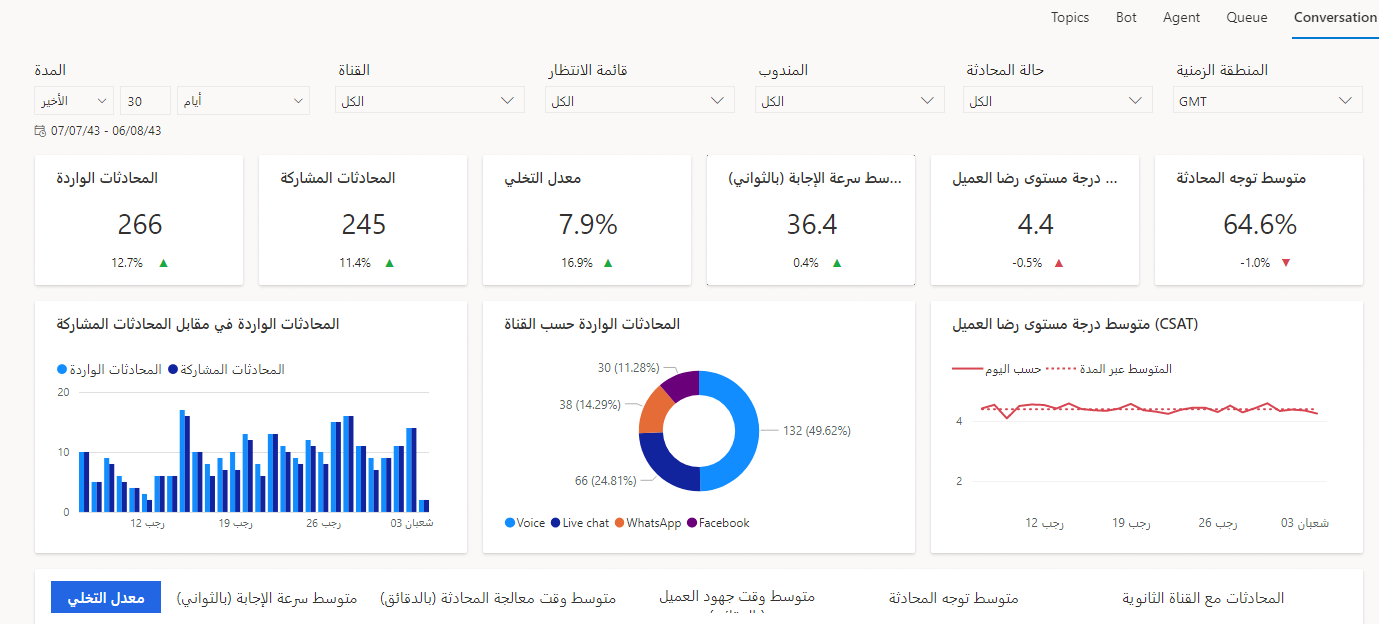 Topics Bot Agent Queue Conversation
المدة القناة قائمة الانتظار المندوب حالة المحادثة المنطقة الزمنية
الأخير 30 أيام الكل الكل الكل الكل GMT
07/07/43 - 06/08/43
المحادثات الواردة
266
12.7%
المحادثات المشاركة
245
11.4%
معدل التخلي
7.9%
16.9%
...سط سرعة الإجابة (بالثواني)
36.4
0.4%
... درجة مستوى رضا العميل
4.4
-0.5%
متوسط توجه المحادثة
64.6%
-1.0%
المحادثات الواردة في مقابل المحادثات المشاركة
المحادثات الواردة المحادثات المشاركة
20
10
0
12 رجب 19 رجب 26 رجب 03 شعبان
المحادثات الواردة حسب القناة
30 (11.28%)
38 (14.29%)
132 (49.62%)
66 (24.81%)
Voice Live chat WhatsApp Facebook
متوسط درجة مستوى رضا العميل (CSAT)
حسب اليوم المتوسط عبر المدة
4
2
12 رجب 19 رجب 26 رجب 03 شعبان
معدل التخلي متوسط سرعة الإجابة (بالثواني) متوسط وقت معالجة المحادثة (بالدقائق) متوسط وقت جهود العميل متوسط توجه المحادثة المحادثات مع القناة الثانوية